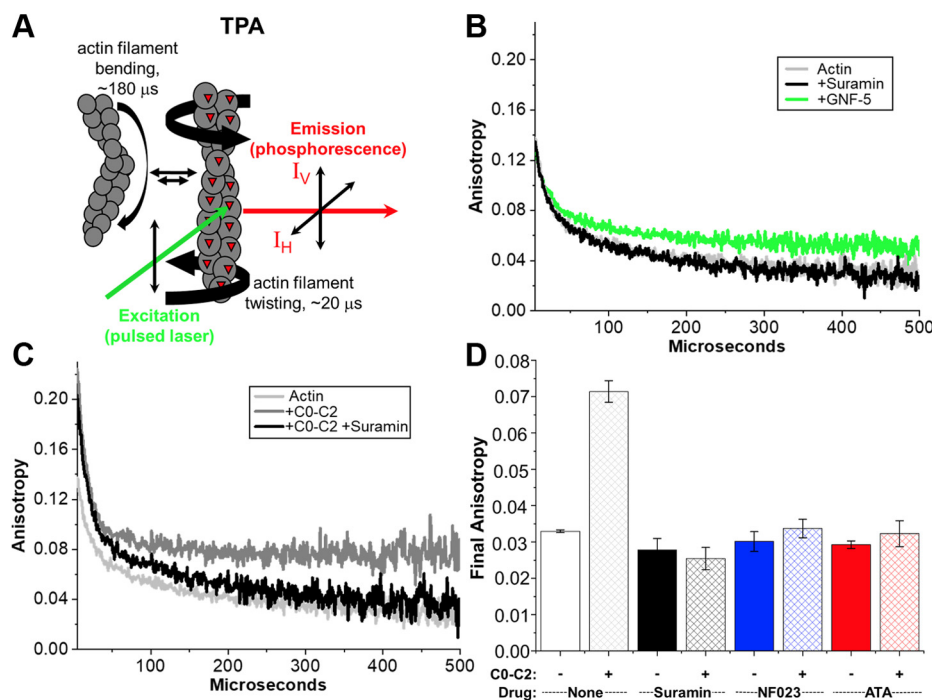 A
TPA
actin filament
bending,
~180 µs
Emission
(phosphorescence)
I_V
I_H
actin filament
twisting, ~20 µs
Excitation
(pulsed laser)
B
Anisotropy
0.20
0.16
0.12
0.08
0.04
0.00
Actin
+Suramin
+GNF-5
100 200 300 400 500
Microseconds
C
Anisotropy
0.20
0.16
0.12
0.08
0.04
0.00
Actin
+C0-C2
+C0-C2 +Suramin
100 200 300 400 500
Microseconds
D
Final Anisotropy
0.08
0.07
0.06
0.05
0.04
0.03
0.02
0.01
0.00
C0-C2: - + - + - + - +
Drug: None Suramin NF023 ATA